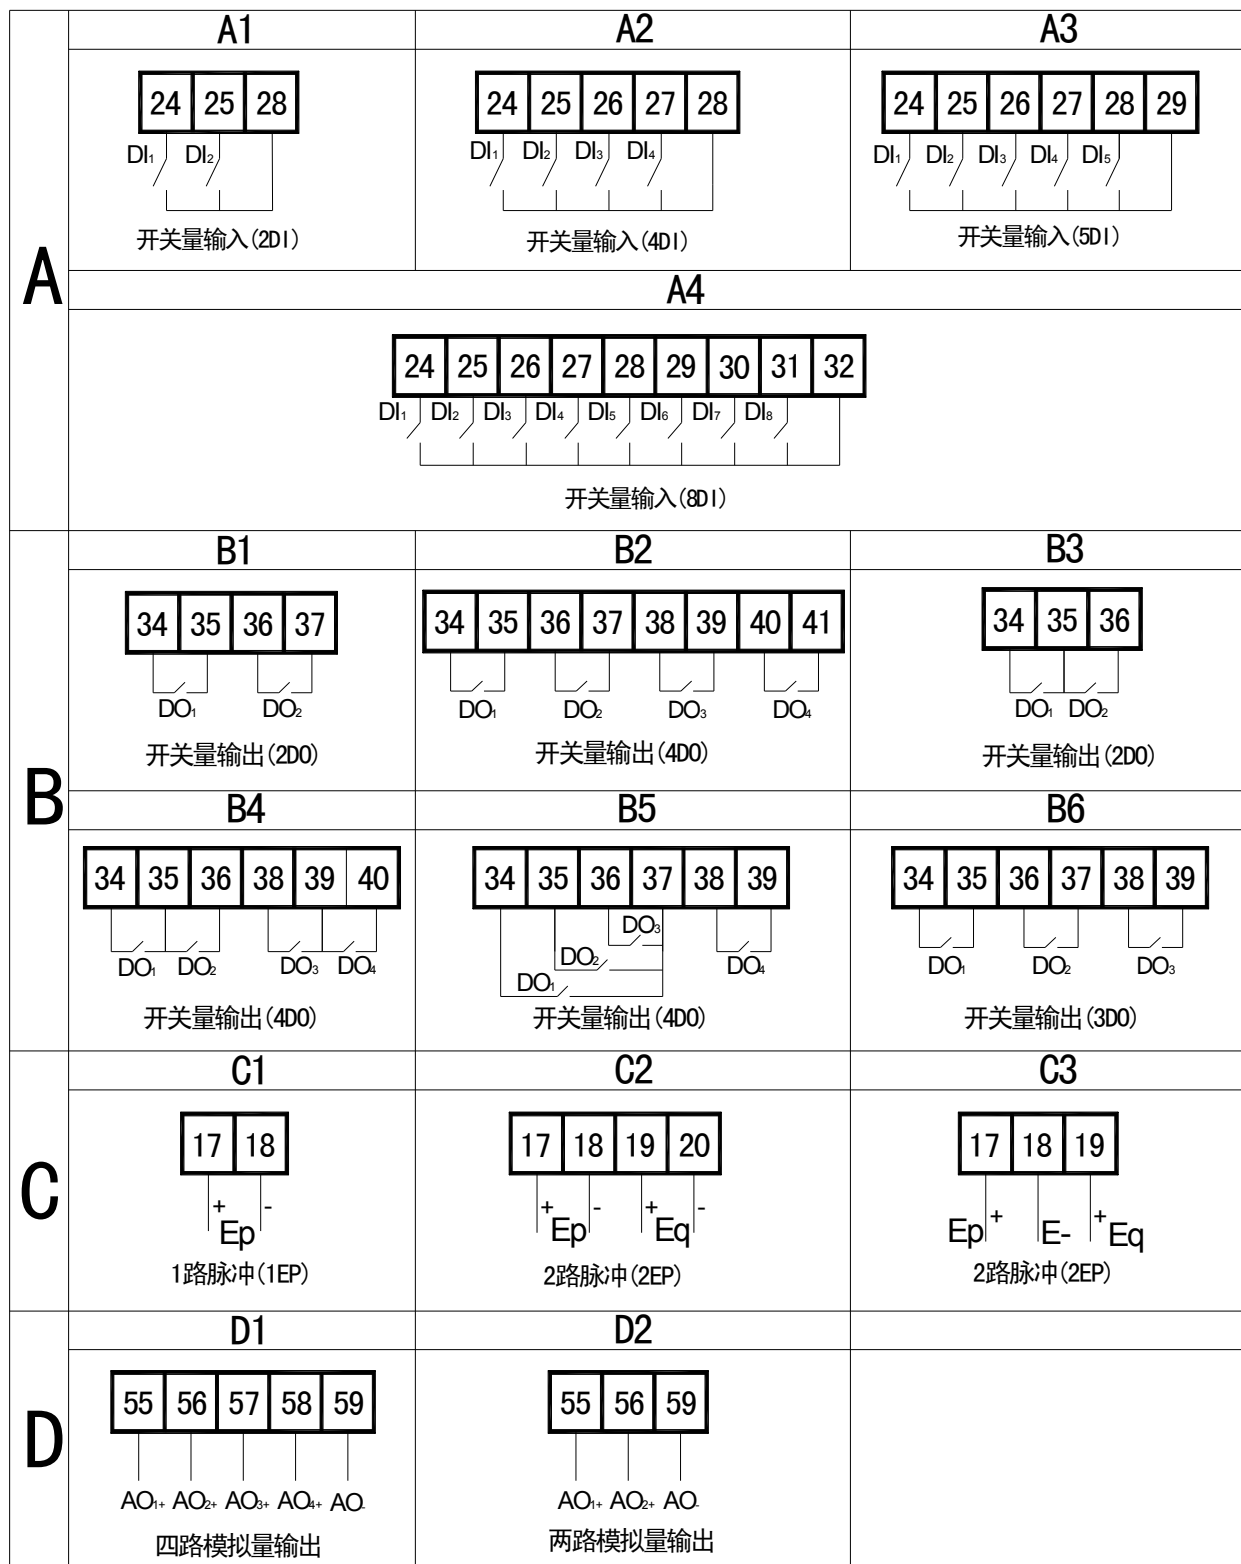 A
A1 A2 A3
24 25 28
DI1 DI2
开关量输入(2DI)
24 25 26 27 28
DI1 DI2 DI3 DI4
开关量输入(4DI)
24 25 26 27 28 29
DI1 DI2 DI3 DI4 DI5
开关量输入(5DI)
A4
24 25 26 27 28 29 30 31 32
DI1 DI2 DI3 DI4 DI5 DI6 DI7 DI8
开关量输入(8DI)
B
B1 B2 B3
34 35 36 37
DO1 DO2
开关量输出(2DO)
34 35 36 37 38 39 40 41
DO1 DO2 DO3 DO4
开关量输出(4DO)
34 35 36
DO1 DO2
开关量输出(2DO)
B4 B5 B6
34 35 36 38 39 40
DO1 DO2 DO3 DO4
开关量输出(4DO)
34 35 36 37 38 39
DO3
DO2 DO4
DO1
开关量输出(4DO)
34 35 36 37 38 39
DO1 DO2 DO3
开关量输出(3DO)
C
C1 C2 C3
17 18
+ -
Ep
1路脉冲(1EP)
17 18 19 20
+ - + -
Ep Eq
2路脉冲(2EP)
17 18 19
Ep + E- + Eq
2路脉冲(2EP)
D
D1 D2
55 56 57 58 59
AO1+ AO2+ AO3+ AO4+ AO-
四路模拟量输出
55 56 59
AO1+ AO2+ AO-
两路模拟量输出